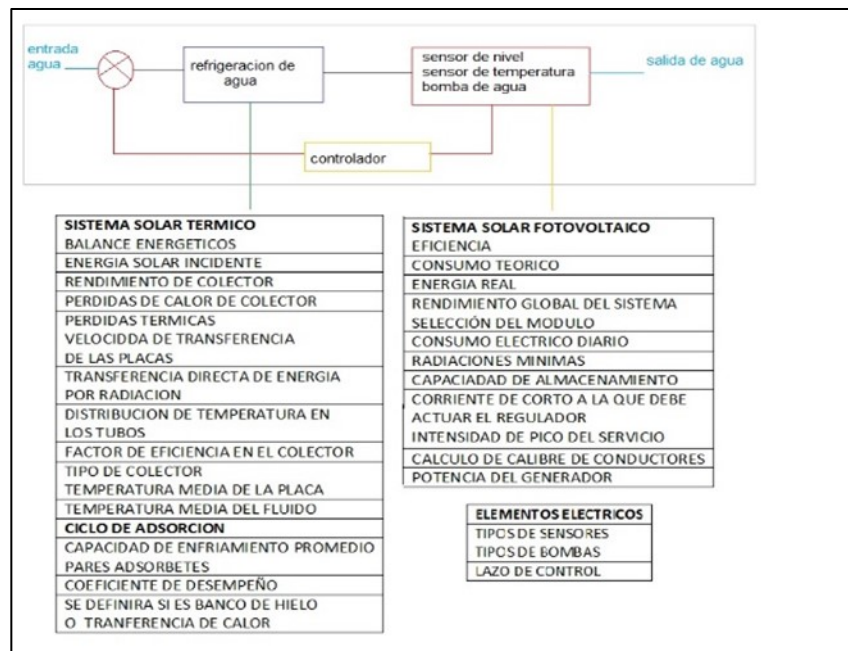 entrada
agua
refrigeracion de
agua
sensor de nivel
sensor de temperatura
bomba de agua
salida de agua
controlador
SISTEMA SOLAR TERMICO
BALANCE ENERGETICOS
ENERGIA SOLAR INCIDENTE
RENDIMIENTO DE COLECTOR
PERDIDAS DE CALOR DE COLECTOR
PERDIDAS TERMICAS
VELOCIDDA DE TRANSFERENCIA
DE LAS PLACAS
TRANSFERENCIA DIRECTA DE ENERGIA
POR RADIACION
DISTRIBUCION DE TEMPERATURA EN
LOS TUBOS
FACTOR DE EFICIENCIA EN EL COLECTOR
TIPO DE COLECTOR
TEMPERATURA MEDIA DE LA PLACA
TEMPERATURA MEDIA DEL FLUIDO
CICLO DE ADSORCION
CAPACIDAD DE ENFRIAMIENTO PROMEDIO
PARES ADSORBETES
COEFICIENTE DE DESEMPEÑO
SE DEFINIRA SI ES BANCO DE HIELO
O TRANFERENCIA DE CALOR
SISTEMA SOLAR FOTOVOLTAICO
EFICIENCIA
CONSUMO TEORICO
ENERGIA REAL
RENDIMIENTO GLOBAL DEL SISTEMA
SELECCIÓN DEL MODULO
CONSUMO ELECTRICO DIARIO
RADIACIONES MINIMAS
CAPACIADAD DE ALMACENAMIENTO
CORRIENTE DE CORTO A LA QUE DEBE
ACTUAR EL REGULADOR
INTENSIDAD DE PICO DEL SERVICIO
CALCULO DE CALIBRE DE CONDUCTORES
POTENCIA DEL GENERADOR
ELEMENTOS ELECTRICOS
TIPOS DE SENSORES
TIPOS DE BOMBAS
LAZO DE CONTROL